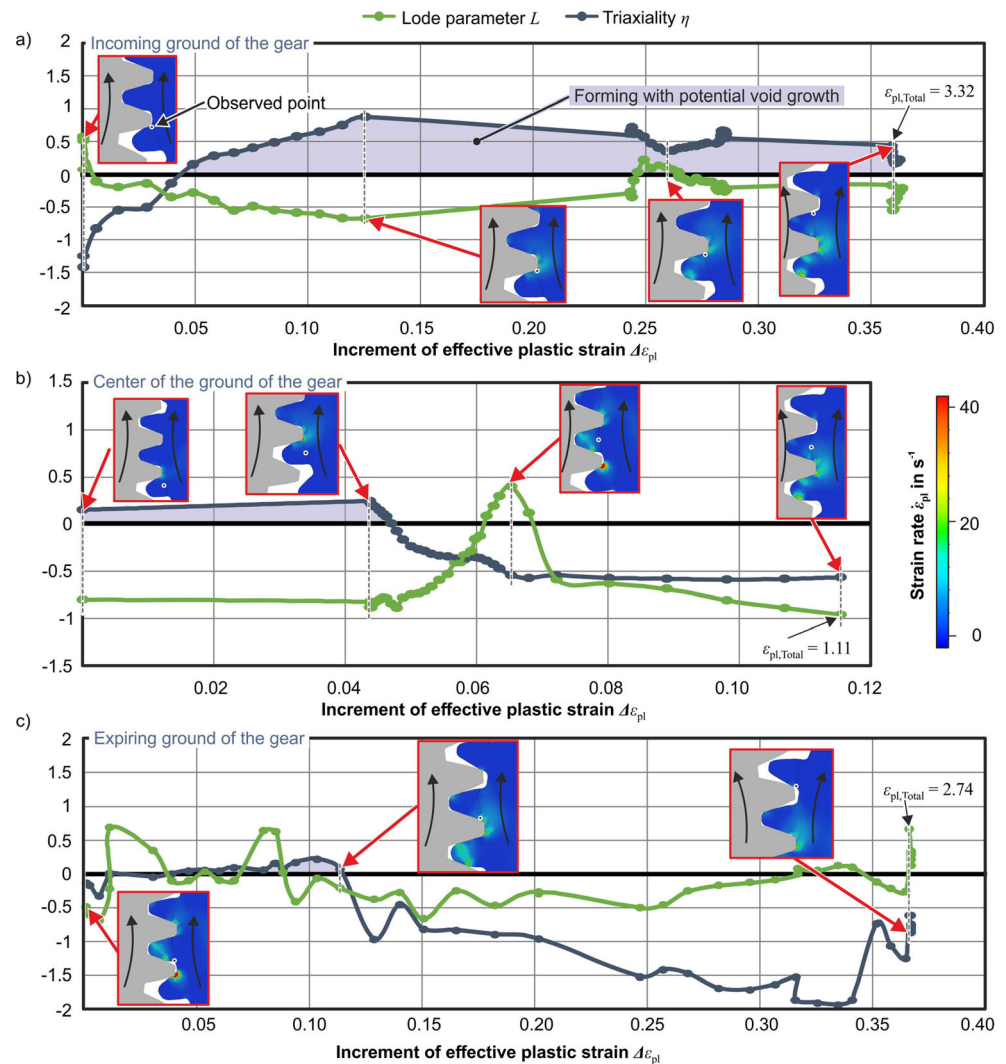 Lode parameter L
Triaxiality η
a)
Incoming ground of the gear
2
1.5
1
0.5
0
-0.5
-1
-1.5
-2
Observed point
Forming with potential void growth
εpl,Total = 3.32
0.05
0.10
0.20
0.25
0.30
0.35
0.40
Increment of effective plastic strain Δεpl
b)
Center of the ground of the gear
1.5
1
0.5
0
-0.5
-1
-1.5
εpl,Total = 1.11
0.02
0.04
0.06
0.08
0.10
0.12
Increment of effective plastic strain Δεpl
40
20
0
Strain rate ε̇pl in s⁻¹
c)
Expiring ground of the gear
2
1.5
1
0.5
0
-0.5
-1
-1.5
-2
εpl,Total = 2.74
0.05
0.10
0.15
0.20
0.25
0.30
0.35
0.40
Increment of effective plastic strain Δεpl